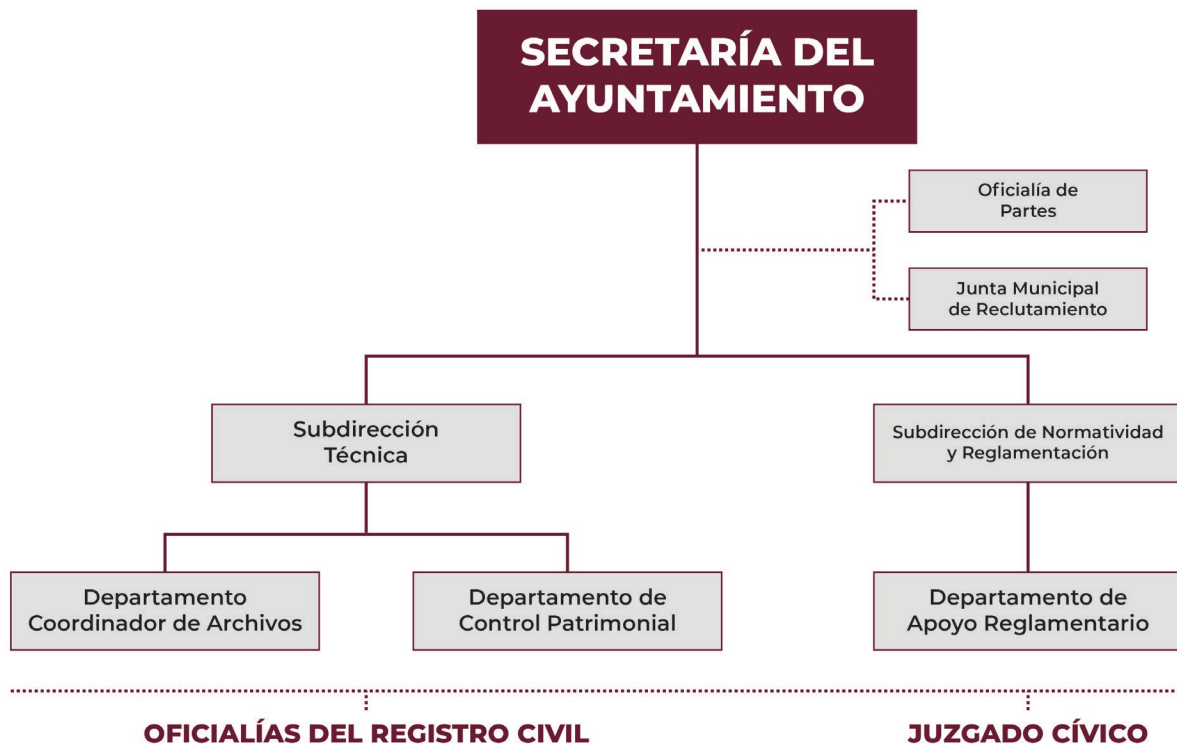 SECRETARÍA DEL
AYUNTAMIENTO
Oficialía de
Partes
Junta Municipal
de Reclutamiento
Subdirección
Técnica
Subdirección de Normatividad
y Reglamentación
Departamento
Coordinador de Archivos
Departamento de
Control Patrimonial
Departamento de
Apoyo Reglamentario
OFICIALÍAS DEL REGISTRO CIVIL
JUZGADO CÍVICO